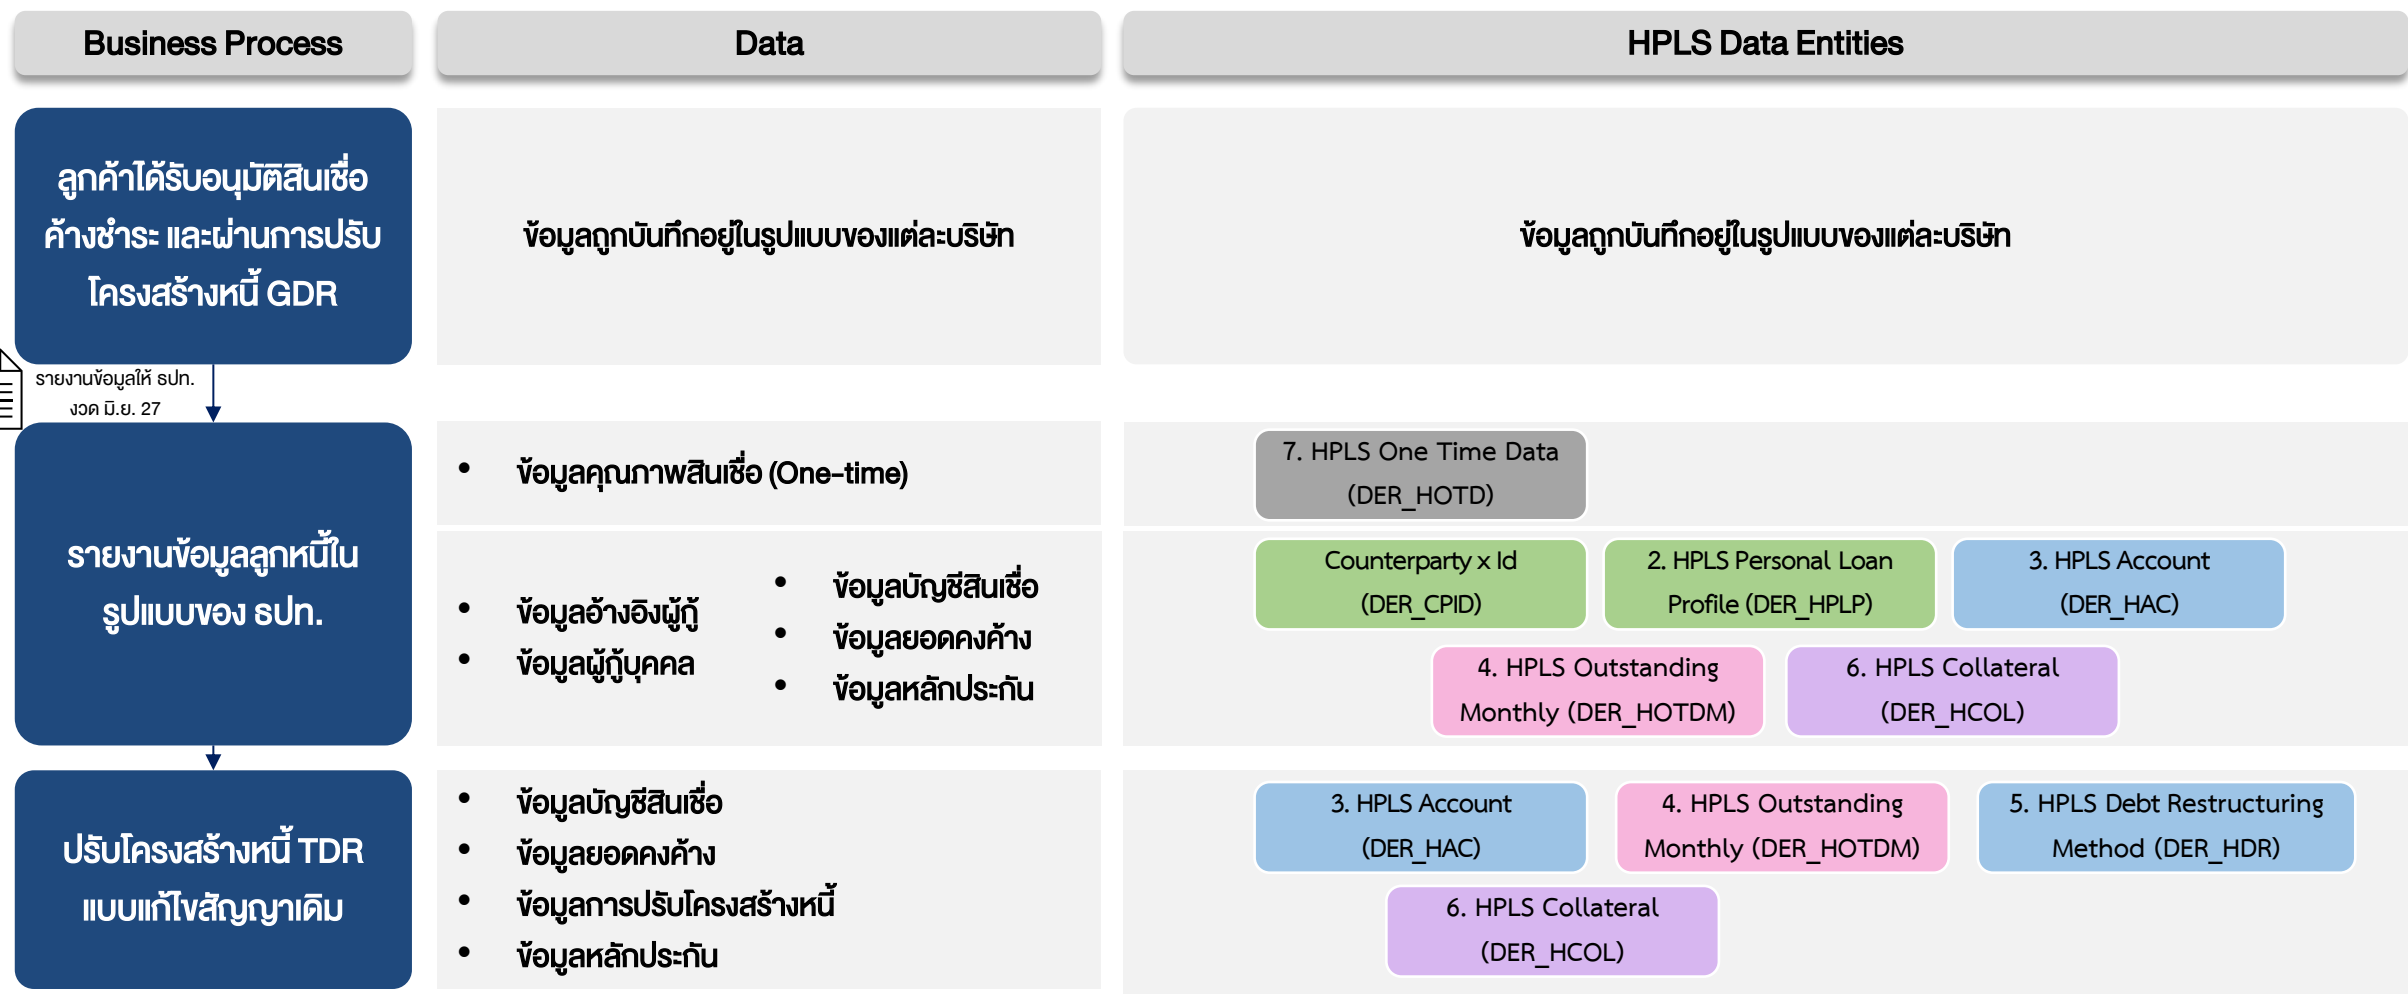 Business Process
Data
HPLS Data Entities
ลูกค้าได้รับอนุมัติสินเชื่อ
ค้างชำระ และผ่านการปรับ
โครงสร้างหนี้ GDR
ข้อมูลถูกบันทึกอยู่ในรูปแบบของแต่ละบริษัท
ข้อมูลถูกบันทึกอยู่ในรูปแบบของแต่ละบริษัท
รายงานข้อมูลให้ ธปท.
งวด มิ.ย. 27
รายงานข้อมูลลูกหนี้ใน
รูปแบบของ ธปท.
• ข้อมูลคุณภาพสินเชื่อ (One-time)
7. HPLS One Time Data
(DER_HOTD)
• ข้อมูลอ้างอิงผู้กู้
• ข้อมูลผู้กู้บุคคล
• ข้อมูลบัญชีสินเชื่อ
• ข้อมูลยอดคงค้าง
• ข้อมูลหลักประกัน
Counterparty x Id
(DER_CPID)
2. HPLS Personal Loan
Profile (DER_HPLP)
3. HPLS Account
(DER_HAC)
4. HPLS Outstanding
Monthly (DER_HOTDM)
6. HPLS Collateral
(DER_HCOL)
ปรับโครงสร้างหนี้ TDR
แบบแก้ไขสัญญาเดิม
• ข้อมูลบัญชีสินเชื่อ
• ข้อมูลยอดคงค้าง
• ข้อมูลการปรับโครงสร้างหนี้
• ข้อมูลหลักประกัน
3. HPLS Account
(DER_HAC)
4. HPLS Outstanding
Monthly (DER_HOTDM)
5. HPLS Debt Restructuring
Method (DER_HDR)
6. HPLS Collateral
(DER_HCOL)